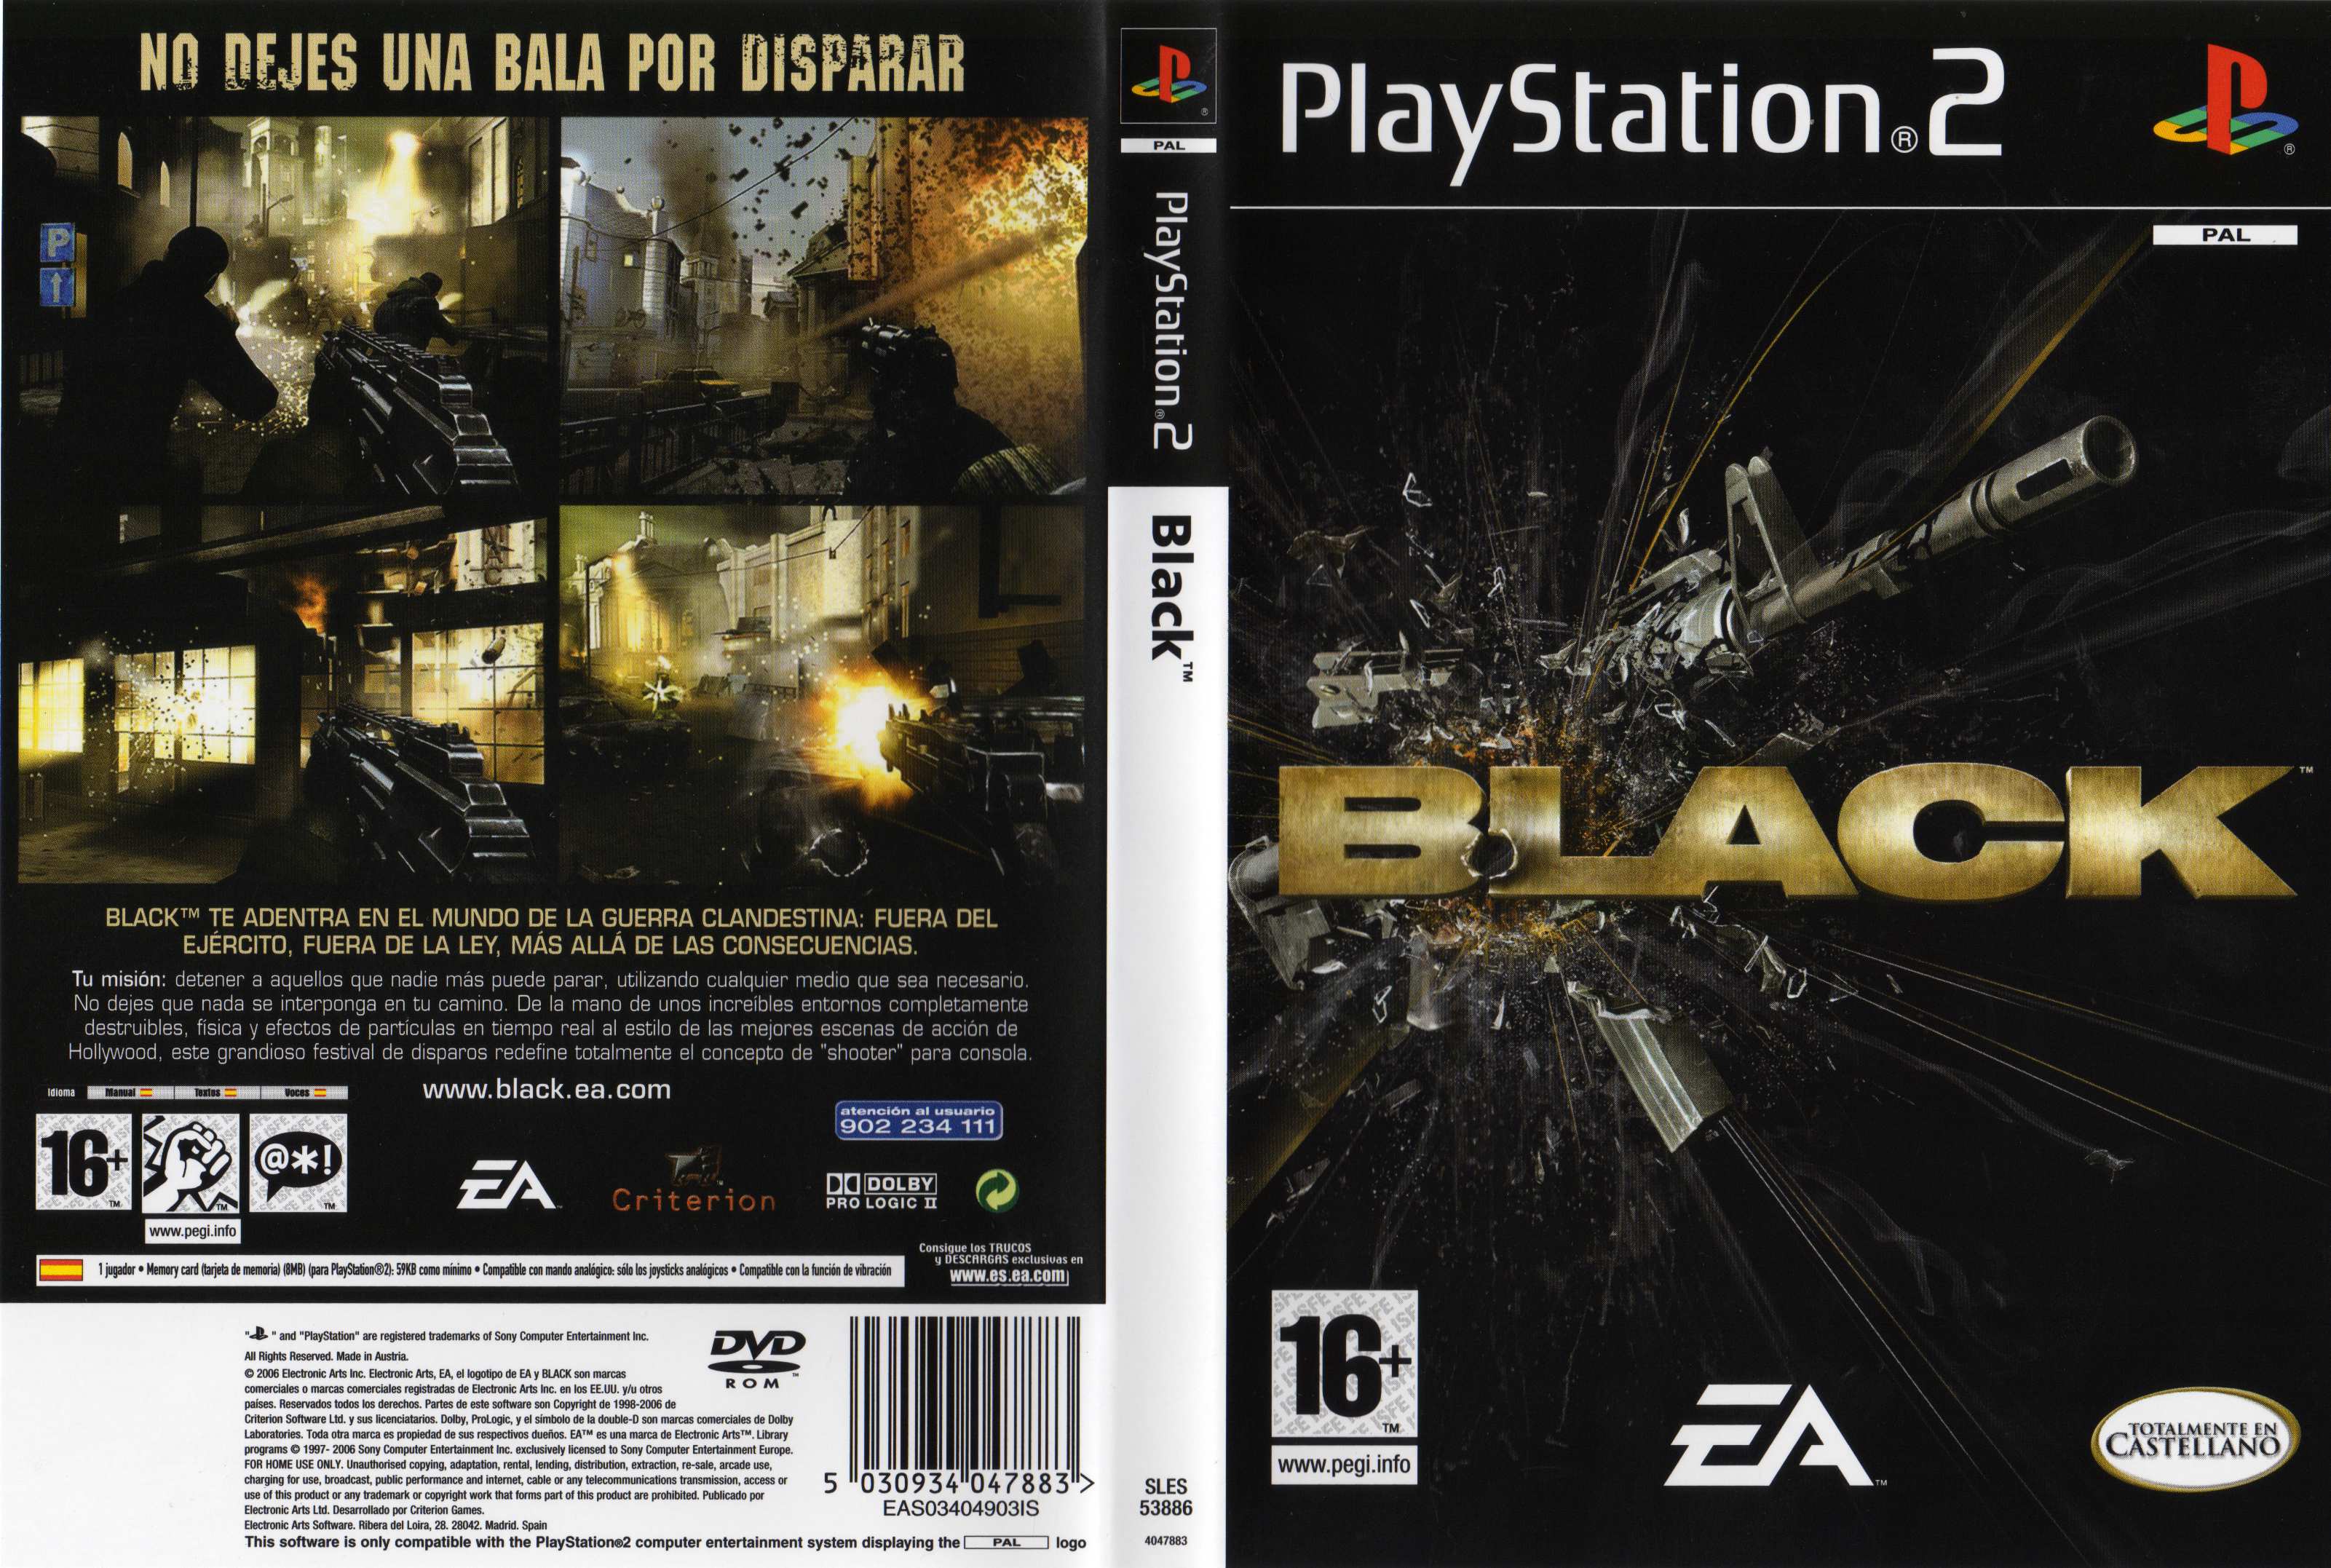 NO DEJES UNA BALA POR DISPARAR
P
BLACK™ TE ADENTRA EN EL MUNDO DE LA GUERRA CLANDESTINA: FUERA DEL
EJÉRCITO, FUERA DE LA LEY, MÁS ALLÁ DE LAS CONSECUENCIAS.
Tu misión: detener a aquellos que nadie más puede parar, utilizando cualquier medio que sea necesario.
No dejes que nada se interponga en tu camino. De la mano de unos increíbles entornos completamente
destruibles, física y efectos de partículas en tiempo real al estilo de las mejores escenas de acción de
Hollywood, este grandioso festival de disparos redefine totalmente el concepto de "shooter" para consola.
Idioma Manual Textos Voces
www.black.ea.com
atención al usuario
902 234 111
16+ ™
™
@*! ™
www.pegi.info
EA™
Criterion
DOLBY
PRO LOGIC II
1 jugador • Memory card (tarjeta de memoria) (8MB) (para PlayStation®2): 59KB como mínimo • Compatible con mando analógico: sólo los joysticks analógicos • Compatible con la función de vibración
Consigue los TRUCOS
y DESCARGAS exclusivas en
www.es.ea.com
" " and "PlayStation" are registered trademarks of Sony Computer Entertainment Inc.
All Rights Reserved. Made in Austria.
© 2006 Electronic Arts Inc. Electronic Arts, EA, el logotipo de EA y BLACK son marcas
comerciales o marcas comerciales registradas de Electronic Arts Inc. en los EE.UU. y/u otros
países. Reservados todos los derechos. Partes de este software son Copyright de 1998-2006 de
Criterion Software Ltd. y sus licenciatarios. Dolby, ProLogic, y el símbolo de la double-D son marcas comerciales de Dolby
Laboratories. Toda otra marca es propiedad de sus respectivos dueños. EA™ es una marca de Electronic Arts™. Library
programs © 1997- 2006 Sony Computer Entertainment Inc. exclusively licensed to Sony Computer Entertainment Europe.
FOR HOME USE ONLY. Unauthorised copying, adaptation, rental, lending, distribution, extraction, re-sale, arcade use,
charging for use, broadcast, public performance and internet, cable or any telecommunications transmission, access or
use of this product or any trademark or copyright work that forms part of this product are prohibited. Publicado por
Electronic Arts Ltd. Desarrollado por Criterion Games.
Electronic Arts Software. Ribera del Loira, 28. 28042. Madrid. Spain
This software is only compatible with the PlayStation®2 computer entertainment system displaying the PAL logo
DVD
ROM ™
5 030934 047883 >
EAS03404903IS
®
PAL
PlayStation®2
Black™
SLES
53886
4047883
PlayStation®2
®
PAL
BLACK™
16+
™
www.pegi.info
EA™
TOTALMENTE EN
CASTELLANO